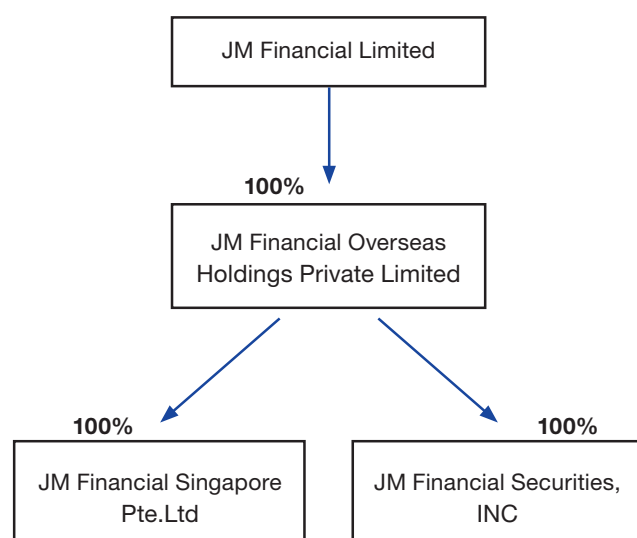 JM Financial Limited
100%
JM Financial Overseas
Holdings Private Limited
100%
JM Financial Singapore
Pte.Ltd
100%
JM Financial Securities,
INC